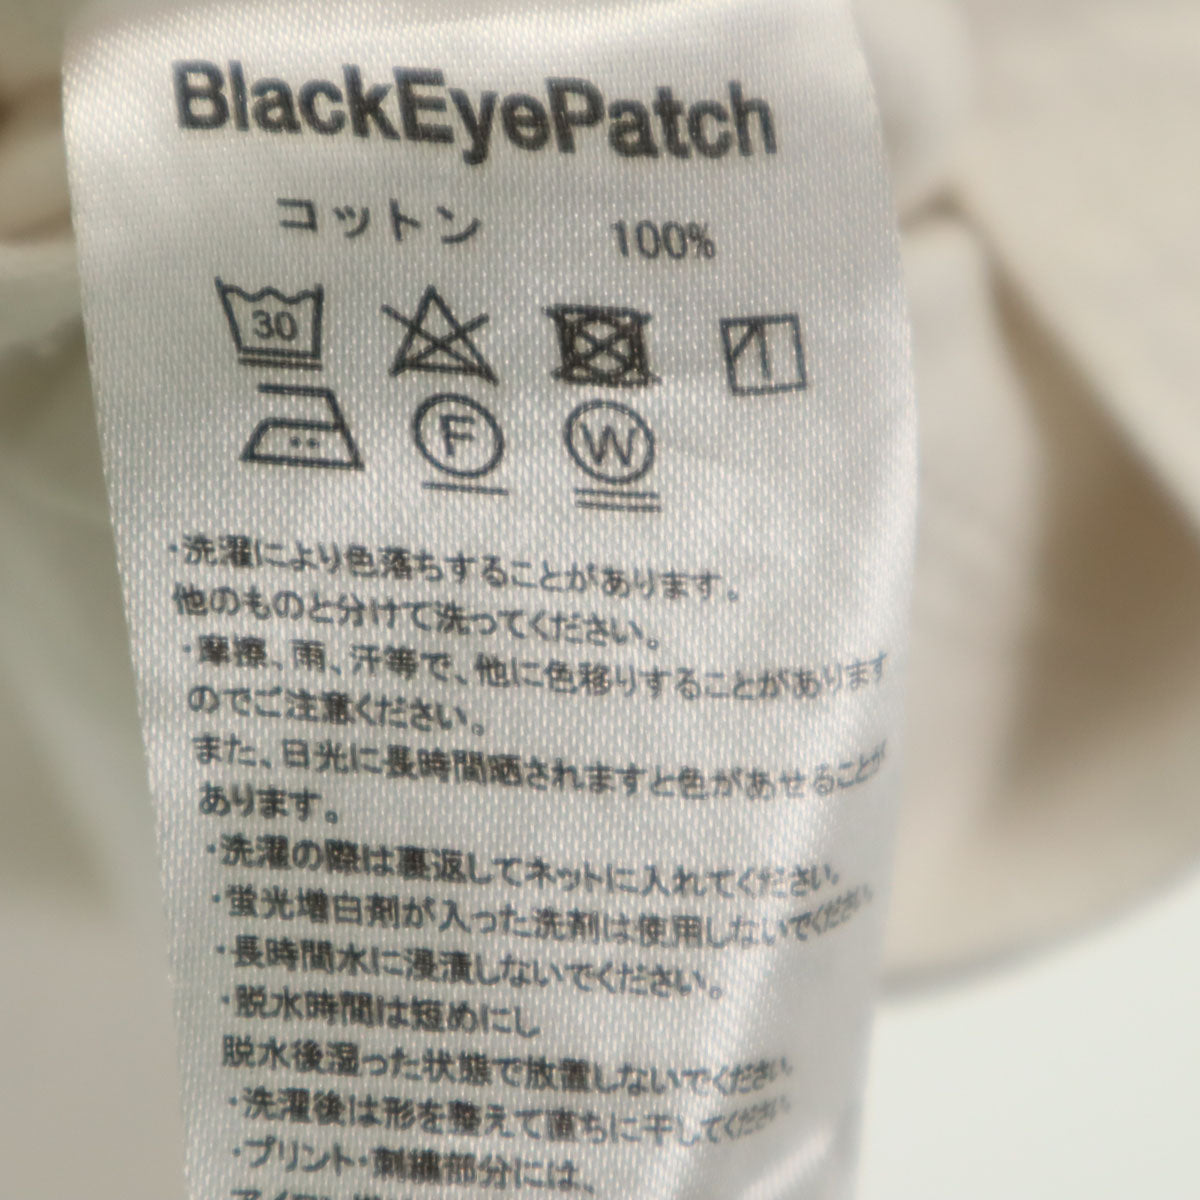 BlackEyePatch
コットン 100%
30
F W
・洗濯により色落ちすることがあります。
他のものと分けて洗ってください。
・摩擦、雨、汗等で、他に色移りすることがあります
のでご注意ください。
また、日光に長時間晒されますと色があせることが
あります。
・洗濯の際は裏返してネットに入れてください。
・蛍光増白剤が入った洗剤は使用しないでください。
・長時間水に浸漬しないでください。
・脱水時間は短めにし
脱水後湿った状態で放置しないでください。
・洗濯後は形を整えて直ちに干してください。
・プリント・刺繍部分には、